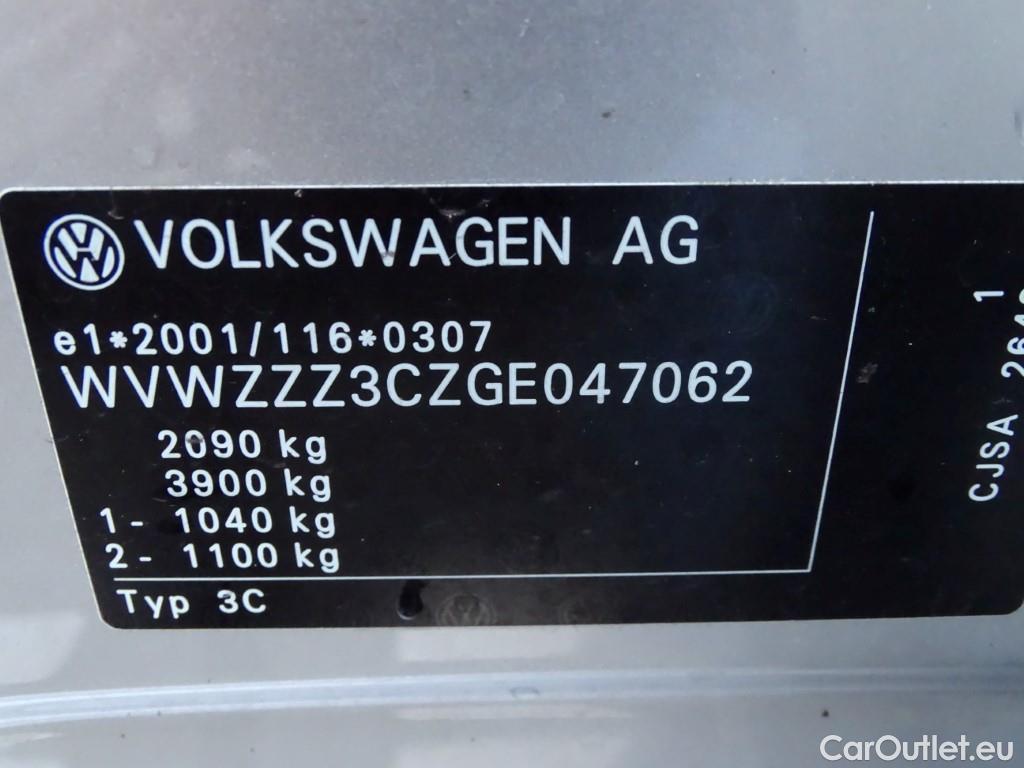 VOLKSWAGEN AG
e1*2001/116*0307
WVWZZZ3CZGE047062
2090 kg
3900 kg
1- 1040 kg
2- 1100 kg
Typ 3C
1
CJSA
CarOutlet.eu